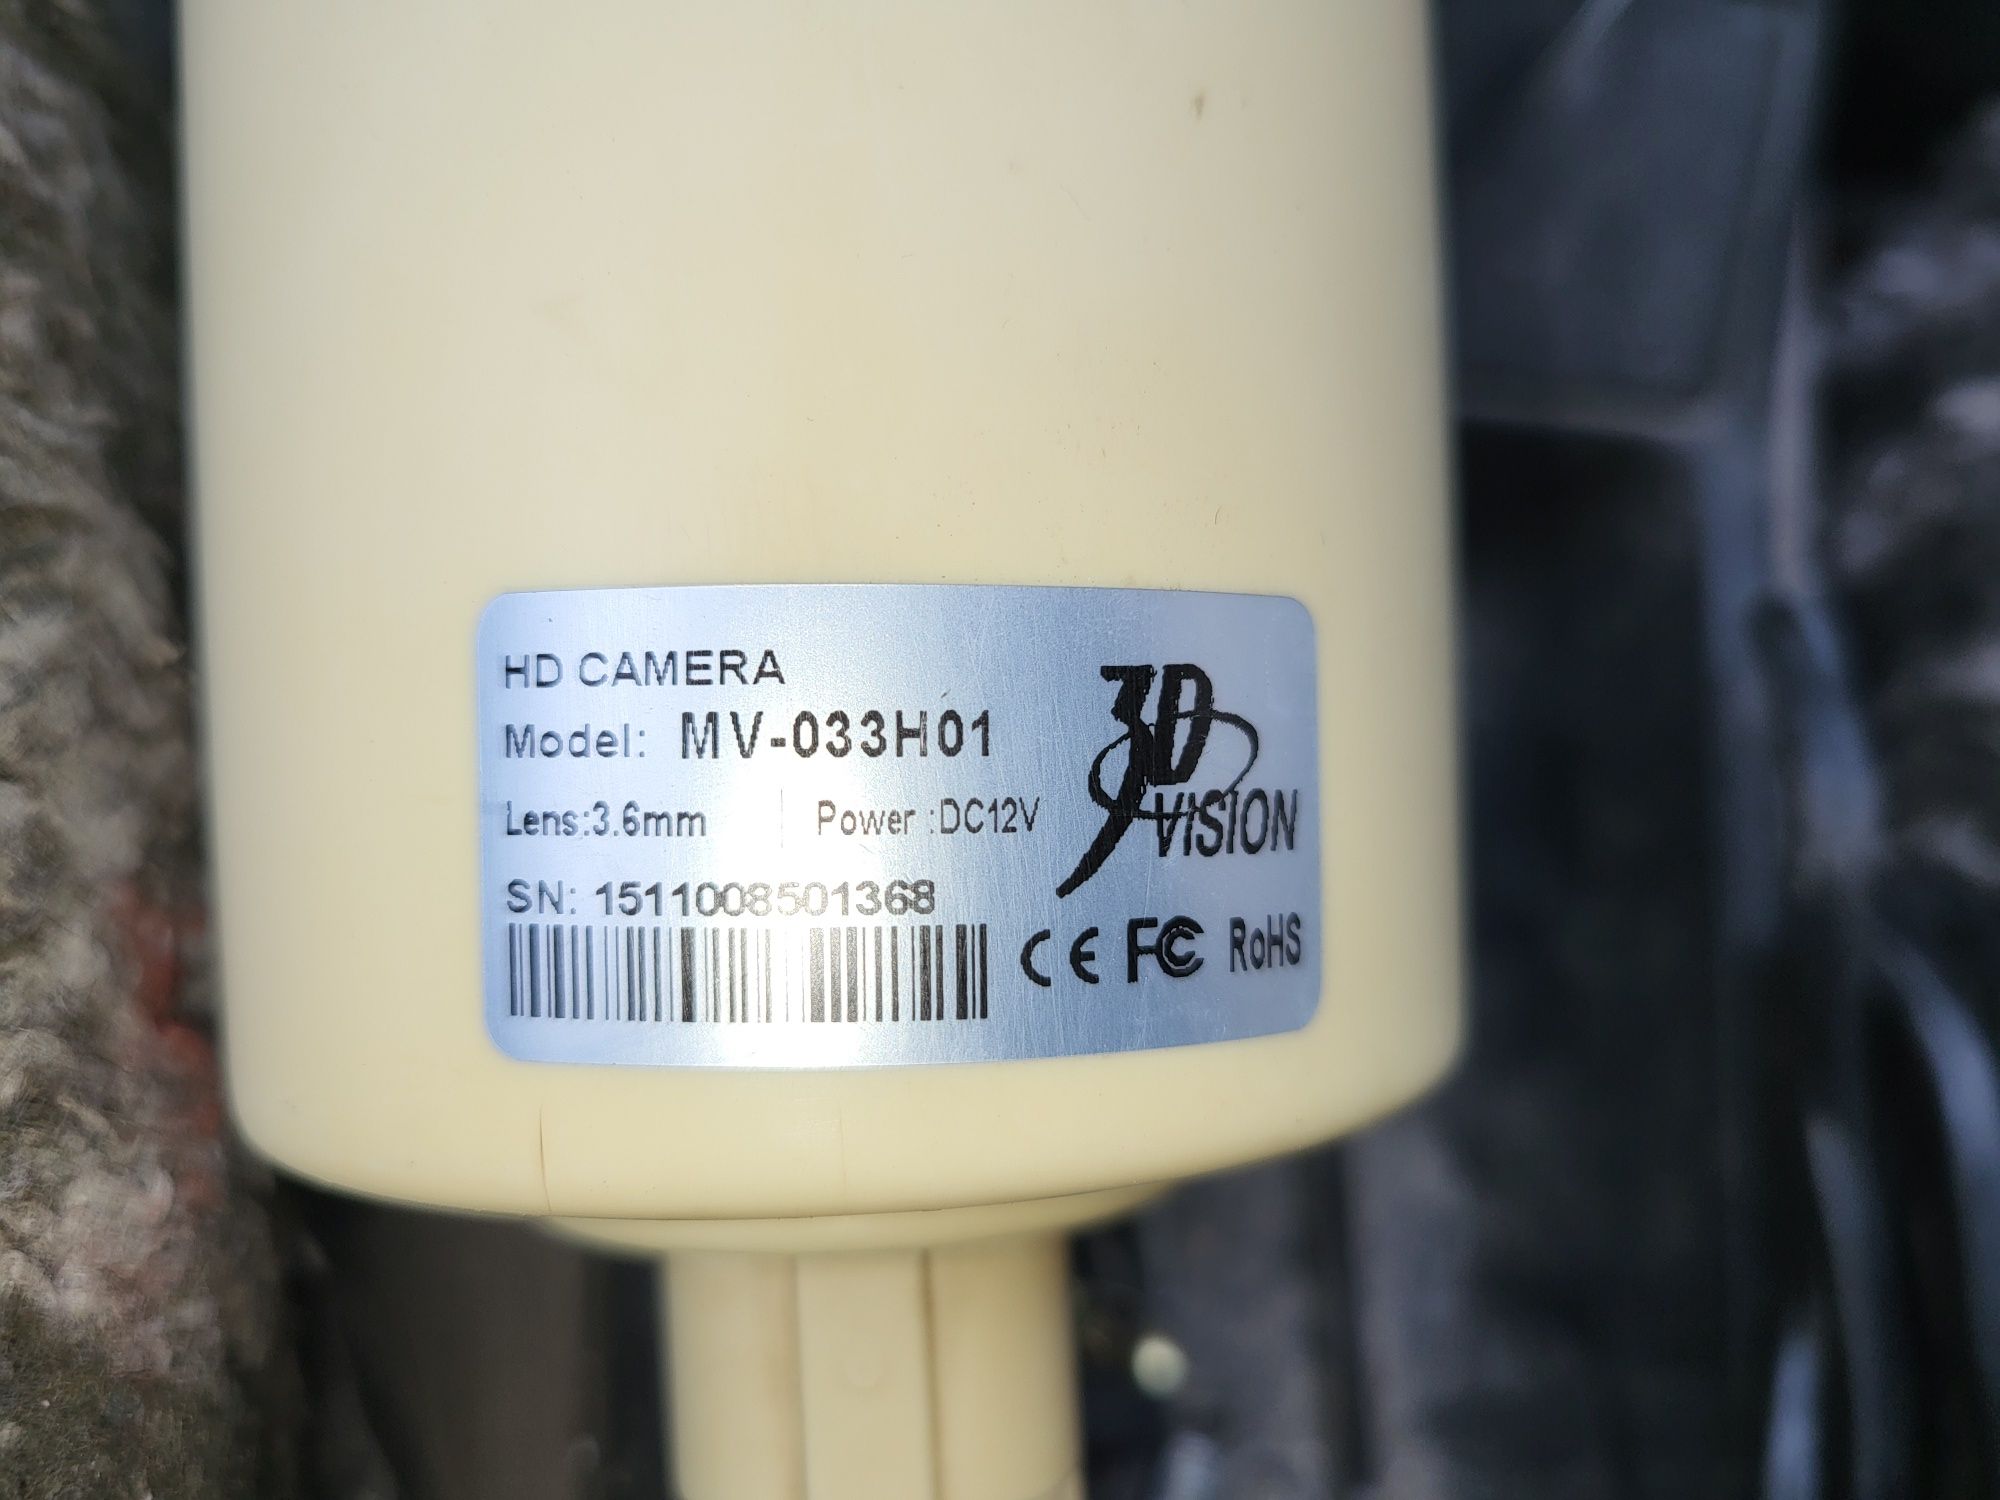 HD CAMERA
Model: MV-033H01
Lens:3.6mm | Power :DC12V
SN: 1511008501368
3D
VISION
CE FC RoHS